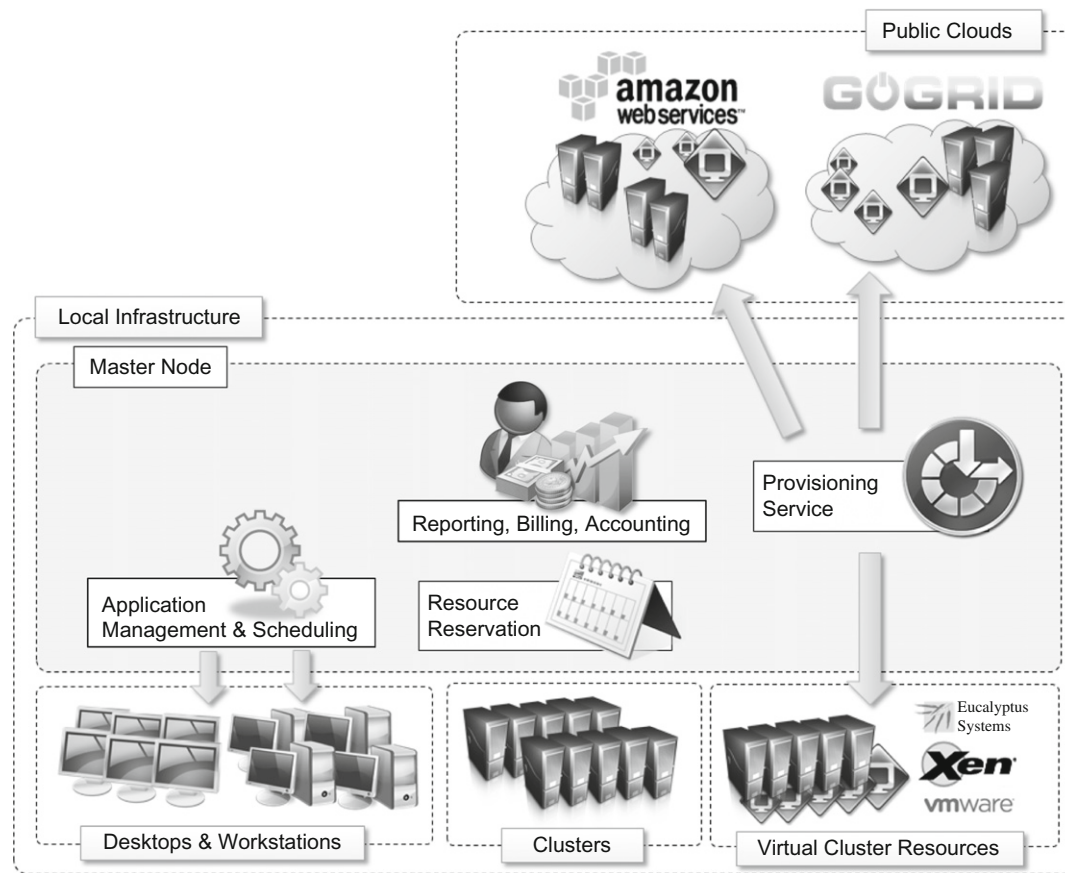 Public Clouds
amazon
webservices™
GOGRID
Local Infrastructure
Master Node
Provisioning
Service
Reporting, Billing, Accounting
Application
Management & Scheduling
Resource
Reservation
Eucalyptus
Systems
Xen
vmware
Desktops & Workstations
Clusters
Virtual Cluster Resources